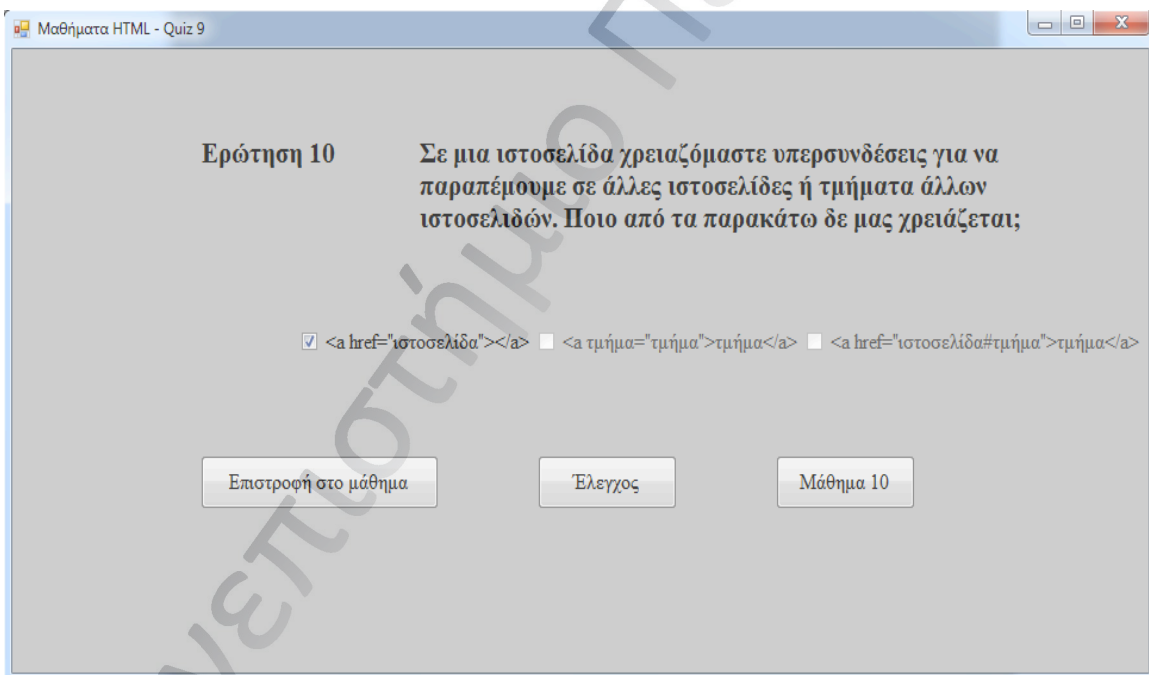 Μαθήματα HTML - Quiz 9
Ερώτηση 10
Σε μια ιστοσελίδα χρειαζόμαστε υπερσυνδέσεις για να
παραπέμουμε σε άλλες ιστοσελίδες ή τμήματα άλλων
ιστοσελιδών. Ποιο από τα παρακάτω δε μας χρειάζεται;
<a href="ιστοσελίδα"></a> <a τμήμα="τμήμα">τμήμα</a> <a href="ιστοσελίδα#τμήμα">τμήμα</a>
Επιστροφή στο μάθημα Έλεγχος Μάθημα 10